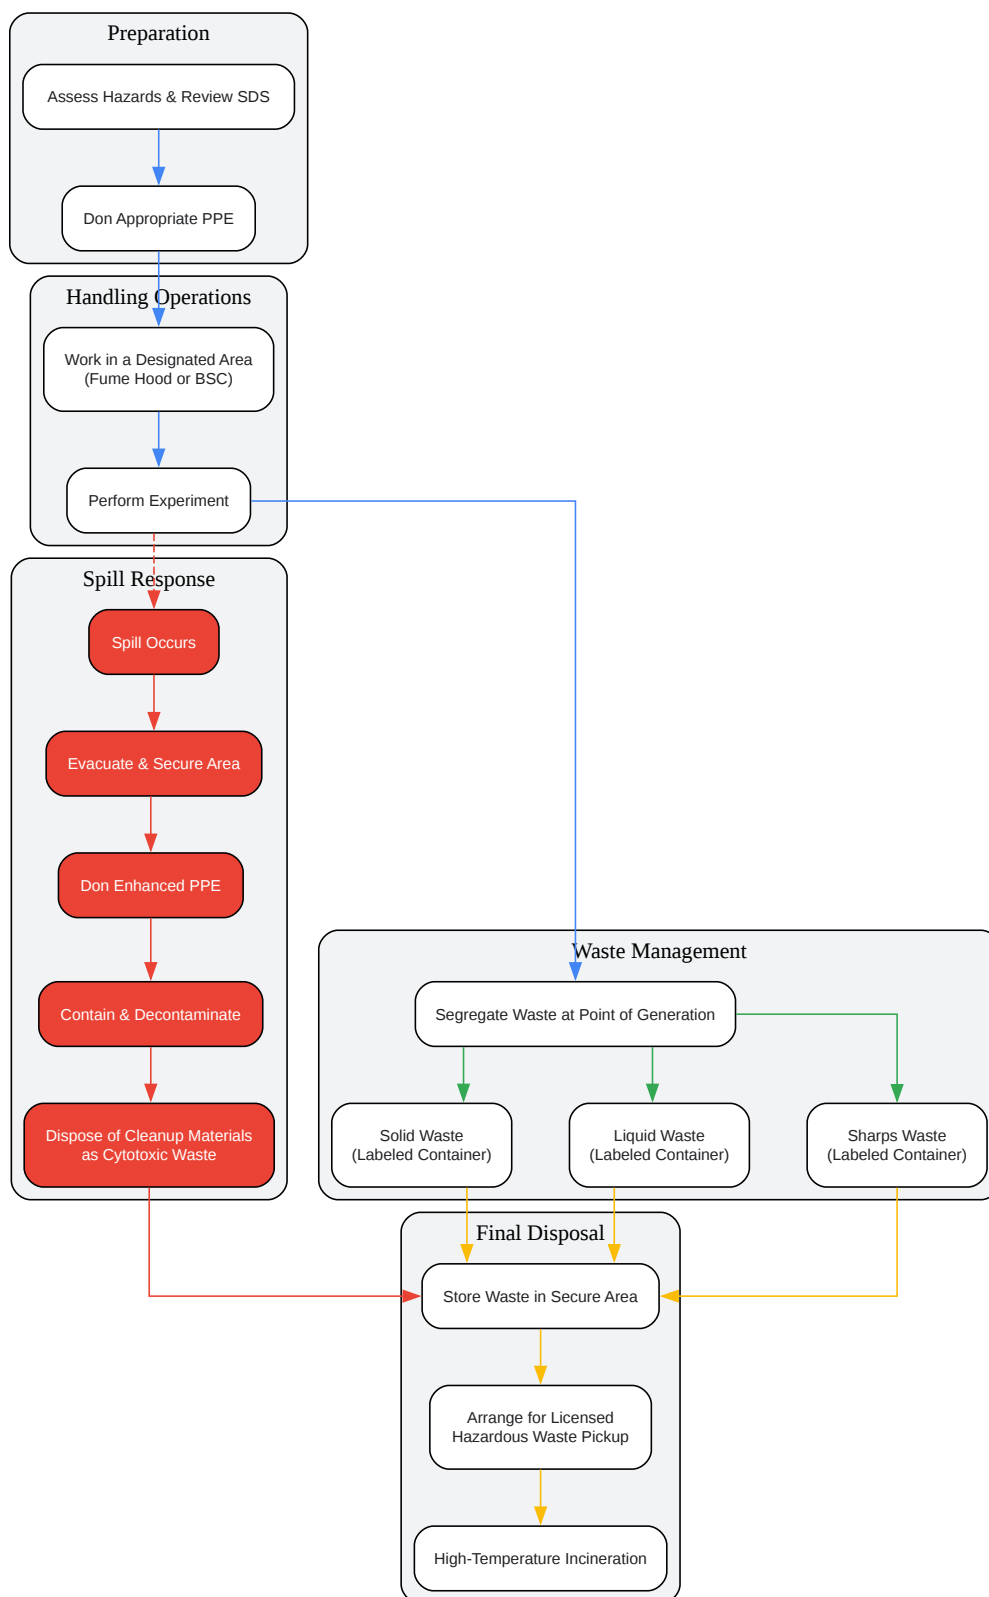 Preparation
Assess Hazards & Review SDS
Don Appropriate PPE
Handling Operations
Work in a Designated Area
(Fume Hood or BSC)
Perform Experiment
Spill Response
Spill Occurs
Evacuate & Secure Area
Don Enhanced PPE
Contain & Decontaminate
Dispose of Cleanup Materials
as Cytotoxic Waste
Waste Management
Segregate Waste at Point of Generation
Solid Waste
(Labeled Container)
Liquid Waste
(Labeled Container)
Sharps Waste
(Labeled Container)
Final Disposal
Store Waste in Secure Area
Arrange for Licensed
Hazardous Waste Pickup
High-Temperature Incineration